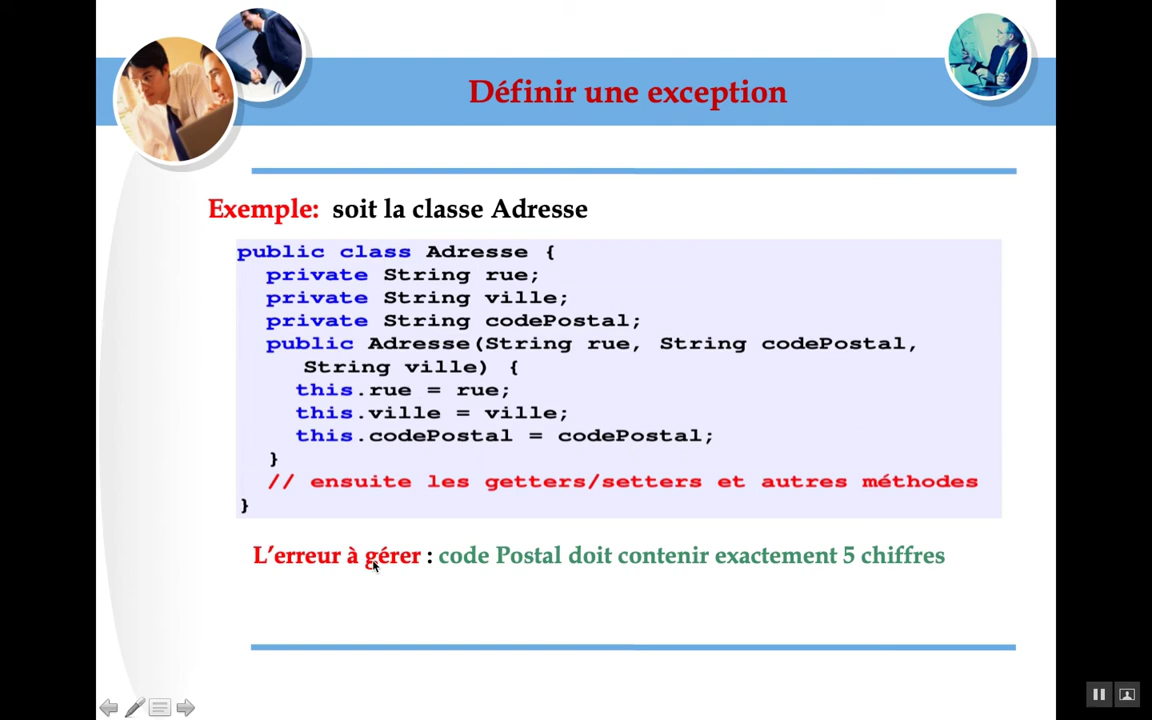 Définir une exception
Exemple: soit la classe Adresse
public class Adresse {
private String rue;
private String ville;
private String codePostal;
public Adresse(String rue, String codePostal,
String ville) {
this.rue = rue;
this.ville = ville;
this.codePostal = codePostal;
}
// ensuite les getters/setters et autres méthodes
}
L’erreur à gérer : code Postal doit contenir exactement 5 chiffres